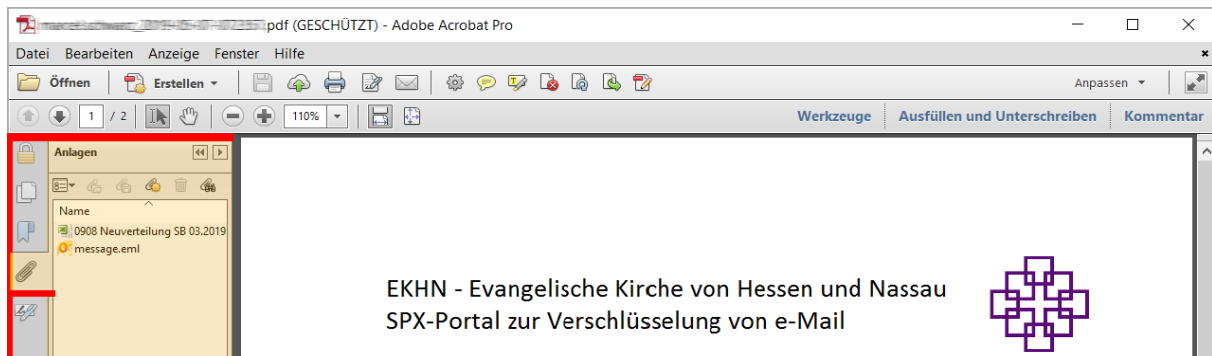 .pdf (GESCHÜTZT) - Adobe Acrobat Pro
Datei Bearbeiten Anzeige Fenster Hilfe
Öffnen Erstellen Anpassen
1 / 2 110% Werkzeuge Ausfüllen und Unterschreiben Kommentar
Anlagen
Name
0908 Neuverteilung SB 03.2019
message.eml
EKHN - Evangelische Kirche von Hessen und Nassau
SPX-Portal zur Verschlüsselung von e-Mail